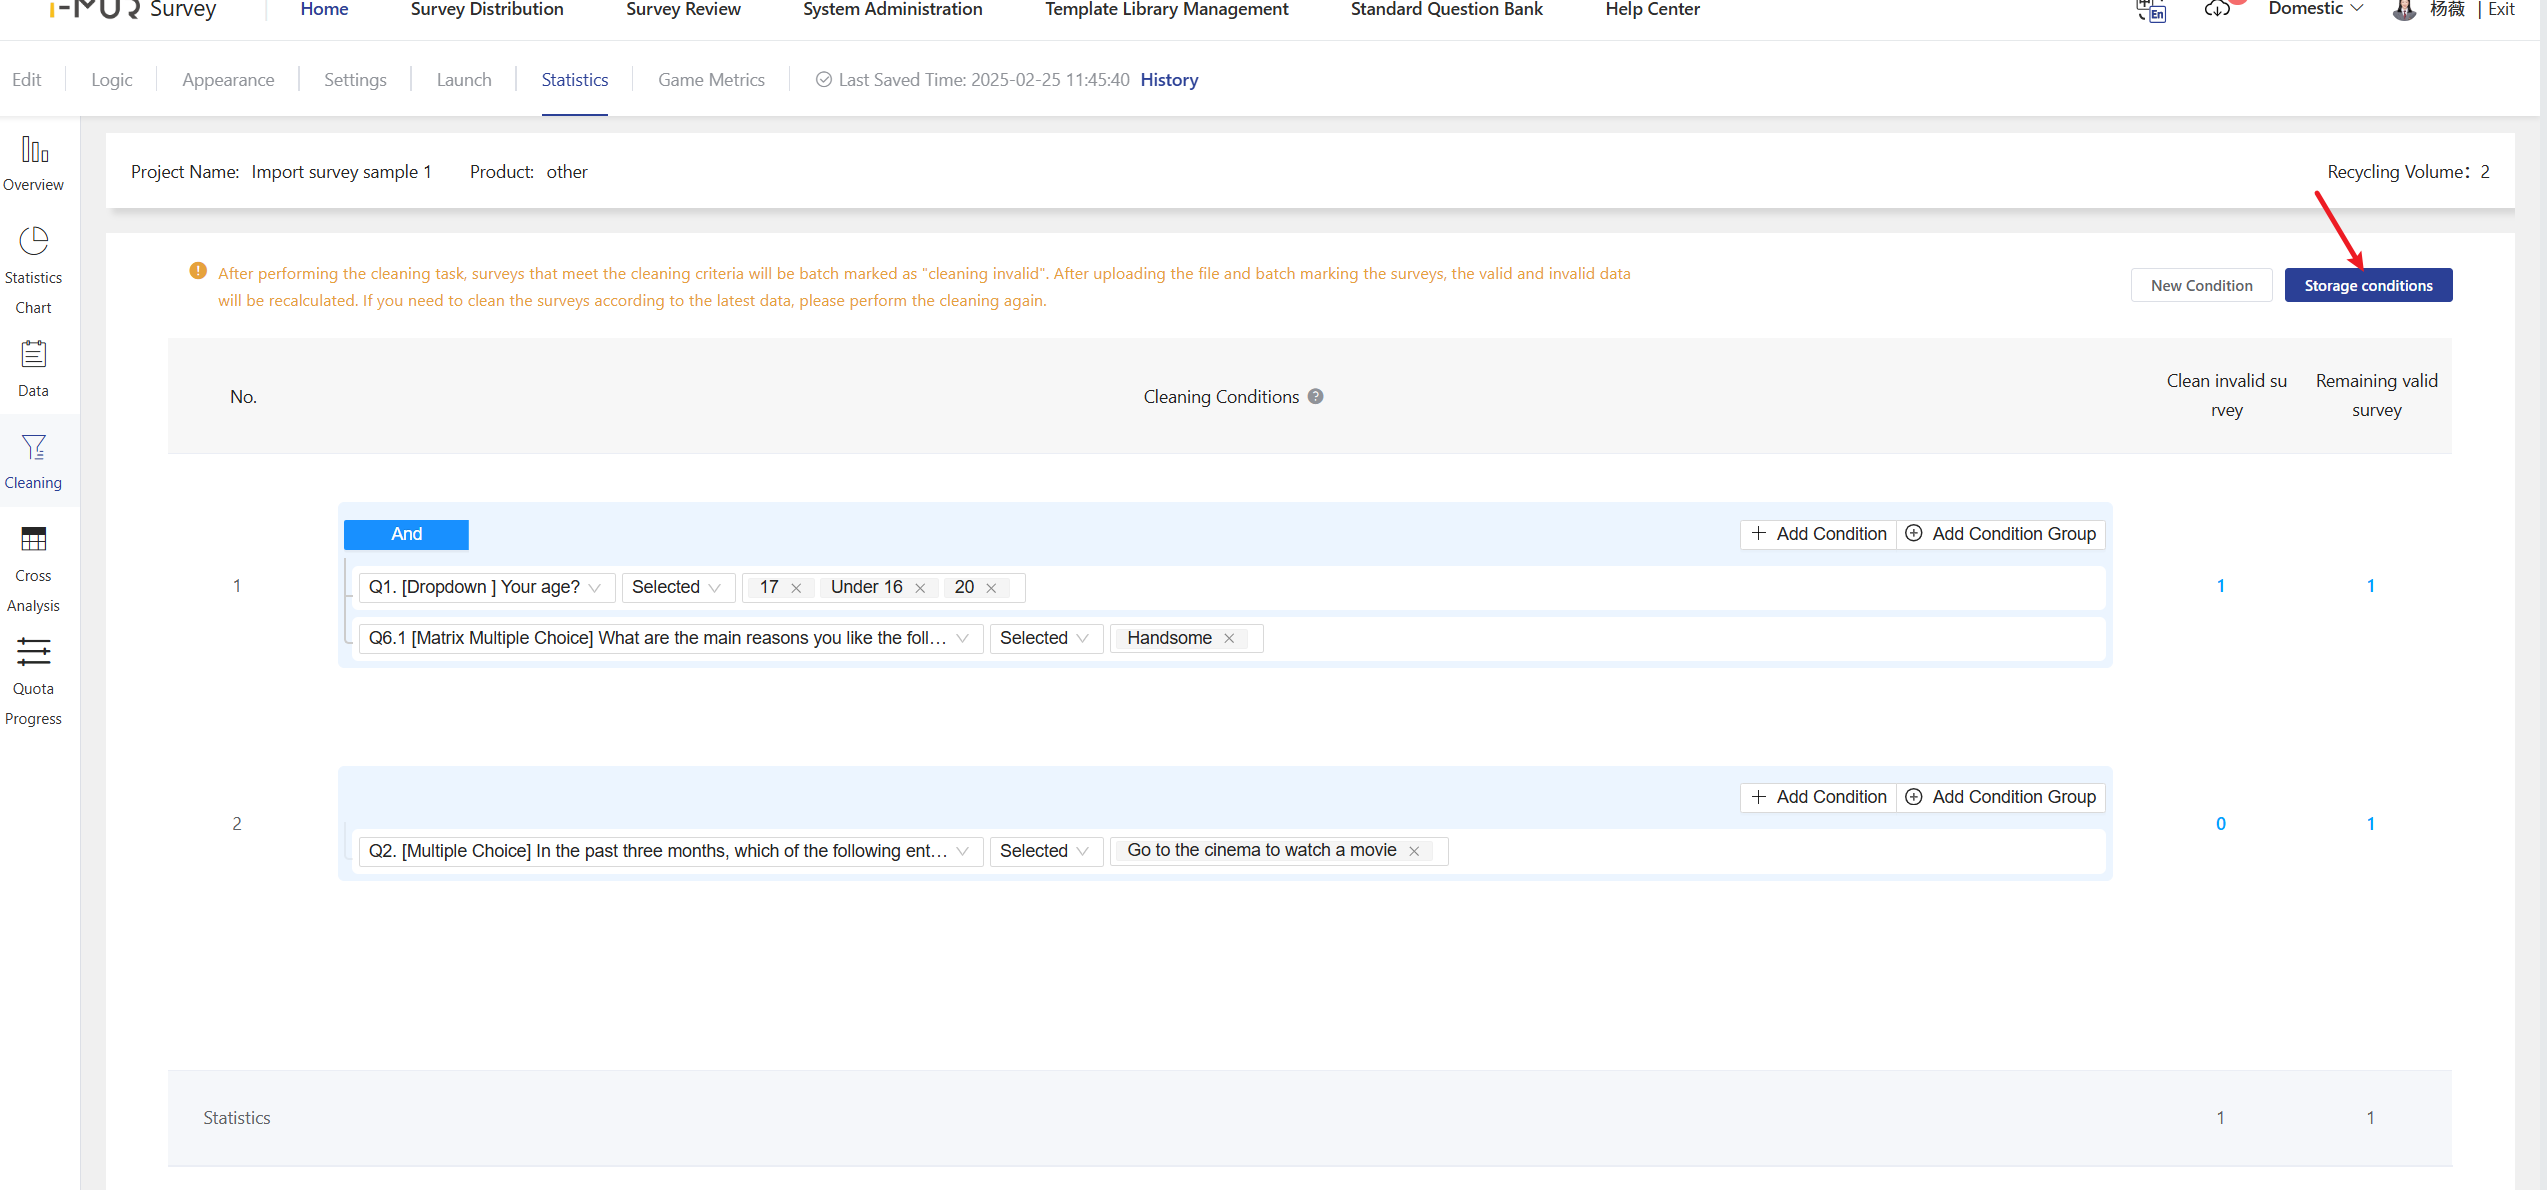 i-MUR Survey
Home Survey Distribution Survey Review System Administration Template Library Management Standard Question Bank Help Center
En Domestic 杨薇 | Exit
Edit Logic Appearance Settings Launch Statistics Game Metrics Last Saved Time: 2025-02-25 11:45:40 History
Overview
Statistics
Chart
Data
Cleaning
Cross
Analysis
Quota
Progress
Project Name: Import survey sample 1 Product: other Recycling Volume：2
After performing the cleaning task, surveys that meet the cleaning criteria will be batch marked as "cleaning invalid". After uploading the file and batch marking the surveys, the valid and invalid data
will be recalculated. If you need to clean the surveys according to the latest data, please perform the cleaning again.
New Condition Storage conditions
No. Cleaning Conditions ? Clean invalid su
rvey
Remaining valid
survey
And + Add Condition Add Condition Group
1
Q1. [Dropdown ] Your age? Selected 17 × Under 16 × 20 ×
1 1
Q6.1 [Matrix Multiple Choice] What are the main reasons you like the foll... Selected Handsome ×
+ Add Condition Add Condition Group
2
0 1
Q2. [Multiple Choice] In the past three months, which of the following ent... Selected Go to the cinema to watch a movie ×
Statistics 1 1